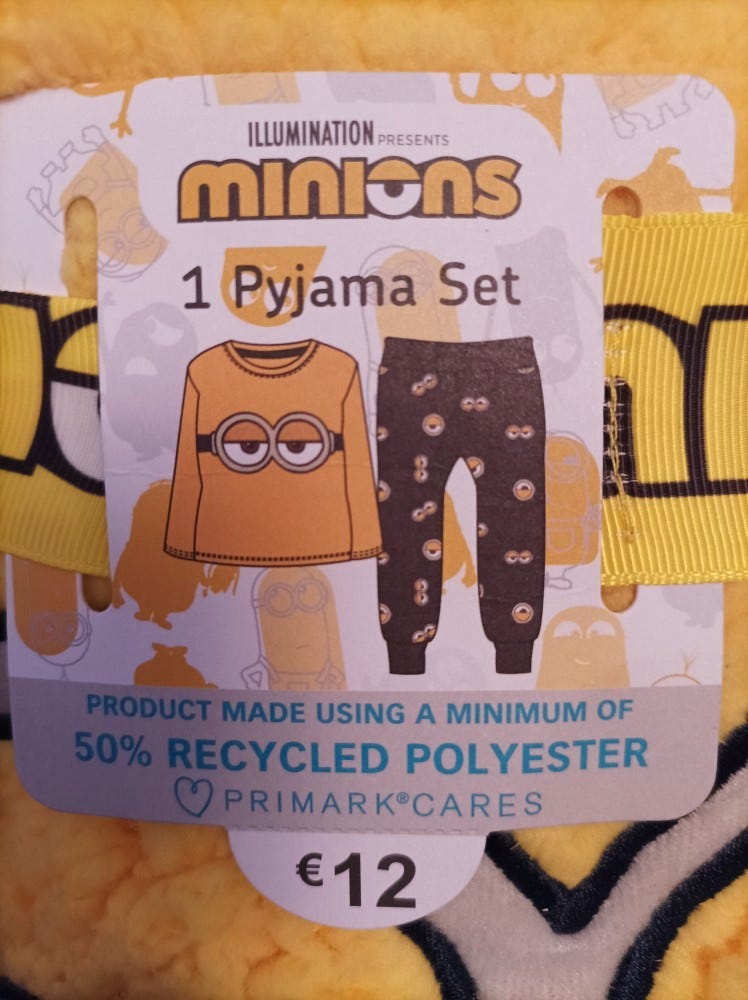 ILLUMINATION PRESENTS
minions
1 Pyjama Set
PRODUCT MADE USING A MINIMUM OF
50% RECYCLED POLYESTER
PRIMARK®CARES
€12